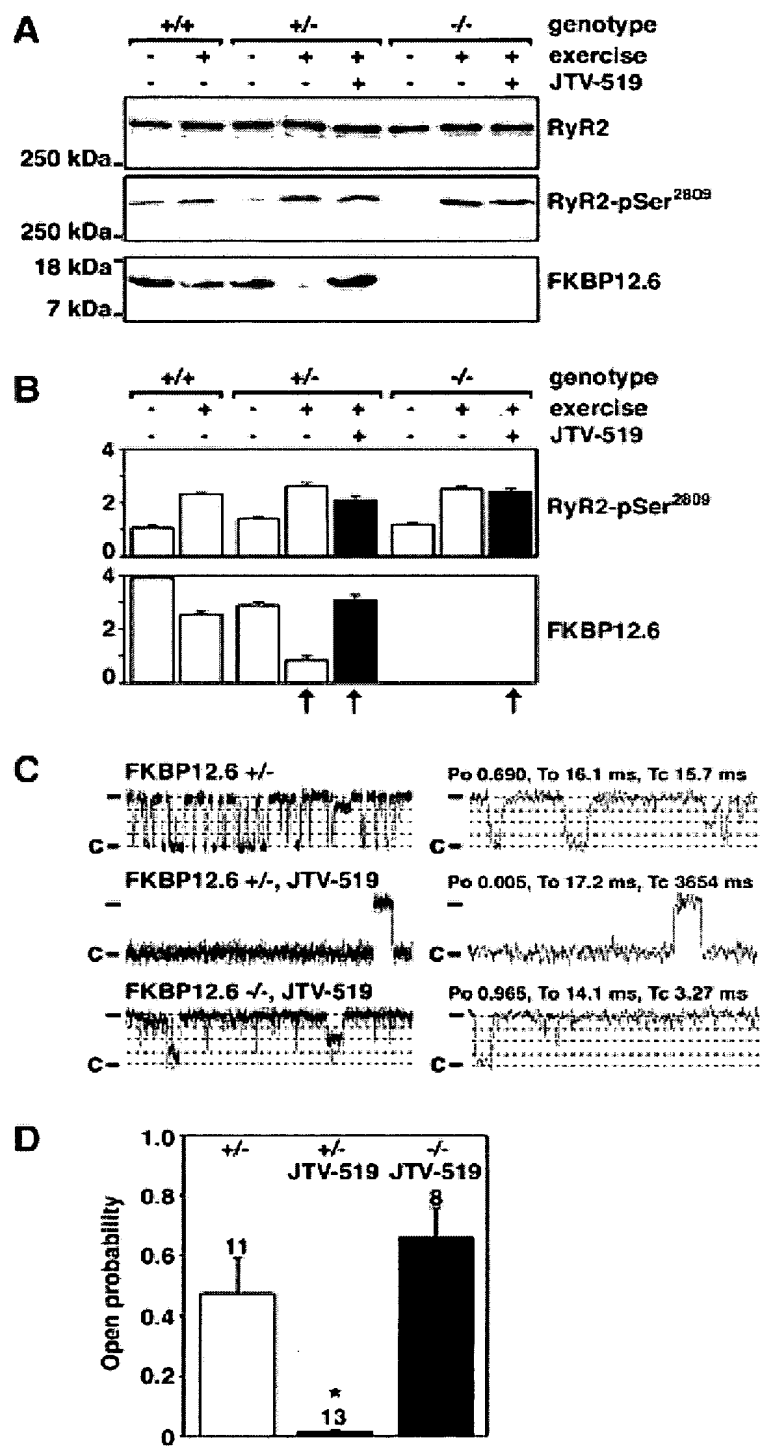 A
+/+ +/- -/- genotype
- + - + + - + + exercise
- - - - + - - + JTV-519
RyR2
250 kDa
RyR2-pSer2809
250 kDa
18 kDa
FKBP12.6
7 kDa
B
+/+ +/- -/- genotype
- + - + + - + + exercise
- - - - + - - + JTV-519
4
2
0
RyR2-pSer2809
4
2
0
FKBP12.6
C
FKBP12.6 +/- Po 0.690, To 16.1 ms, Tc 15.7 ms
c
FKBP12.6 +/-, JTV-519 Po 0.005, To 17.2 ms, Tc 3654 ms
c c
FKBP12.6 -/-, JTV-519 Po 0.965, To 14.1 ms, Tc 3.27 ms
c
D
Open probability
1.0
0.8
0.6
0.4
0.2
0
+/- +/- -/-
JTV-519 JTV-519
11
*
13
8